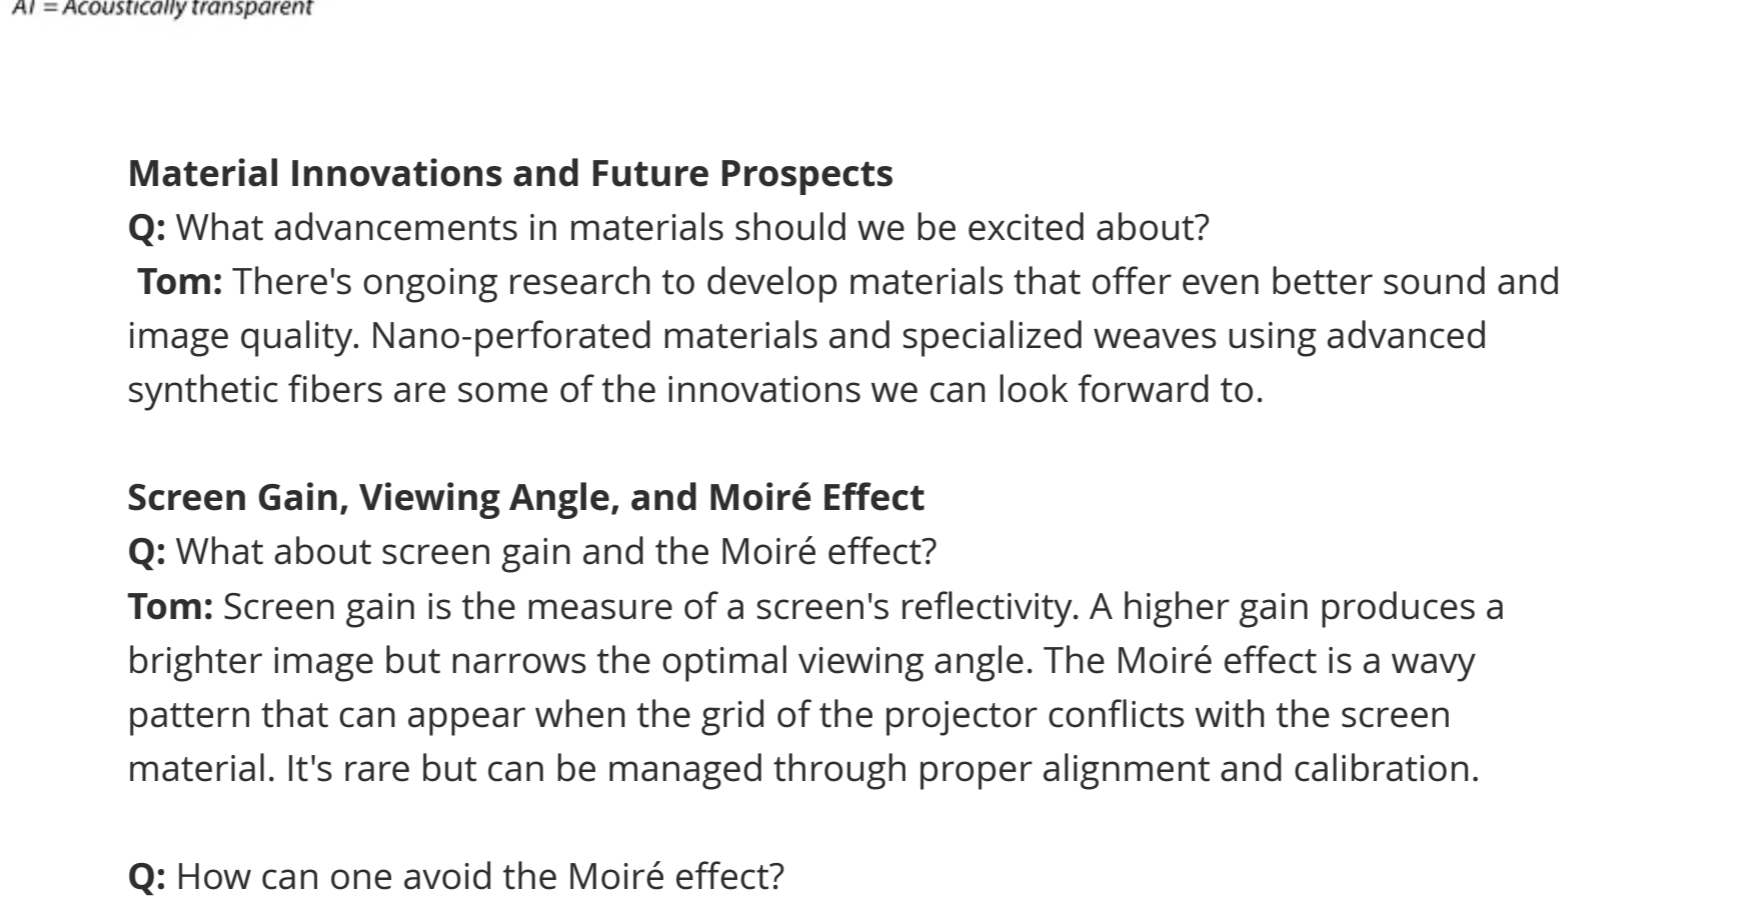 AT = Acoustically transparent
Material Innovations and Future Prospects
Q: What advancements in materials should we be excited about?
Tom: There's ongoing research to develop materials that offer even better sound and
image quality. Nano-perforated materials and specialized weaves using advanced
synthetic fibers are some of the innovations we can look forward to.
Screen Gain, Viewing Angle, and Moiré Effect
Q: What about screen gain and the Moiré effect?
Tom: Screen gain is the measure of a screen's reflectivity. A higher gain produces a
brighter image but narrows the optimal viewing angle. The Moiré effect is a wavy
pattern that can appear when the grid of the projector conflicts with the screen
material. It's rare but can be managed through proper alignment and calibration.
Q: How can one avoid the Moiré effect?